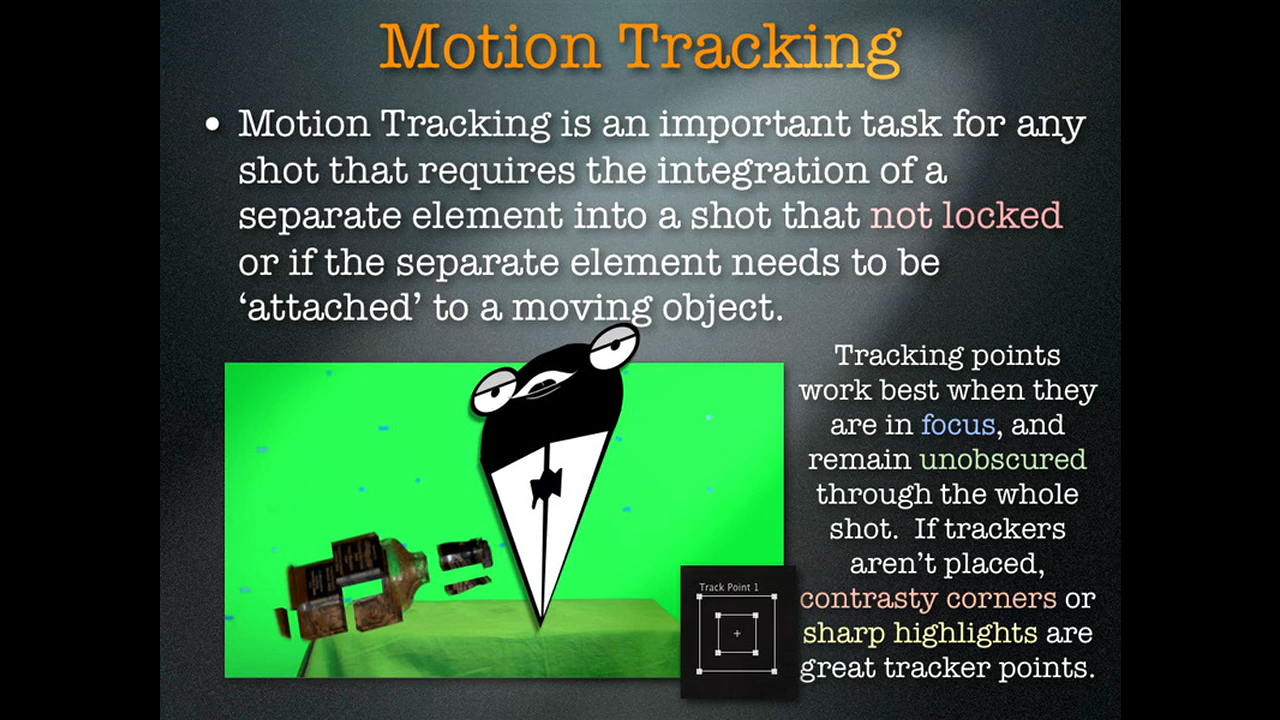 Motion Tracking
• Motion Tracking is an important task for any
shot that requires the integration of a
separate element into a shot that not locked
or if the separate element needs to be
‘attached’ to a moving object.
Tracking points
work best when they
are in focus, and
remain unobscured
through the whole
shot. If trackers
aren’t placed,
contrasty corners or
sharp highlights are
great tracker points.
Track Point 1